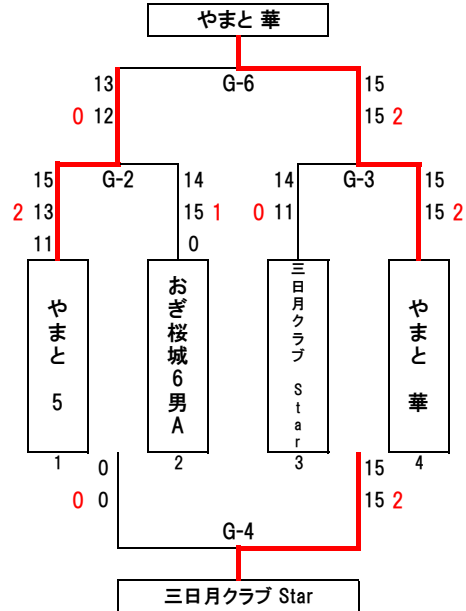 やまと 華
13 G-6 15
0 12 15 2
15 G-2 14 14 G-3 15
2 13 15 1 0 11 15 2
11 0
やまと 5
おぎ桜城6男A
三日月クラブ Star
やまと 華
1 2 3 4
0 15
0 0 15 2
G-4
三日月クラブ Star